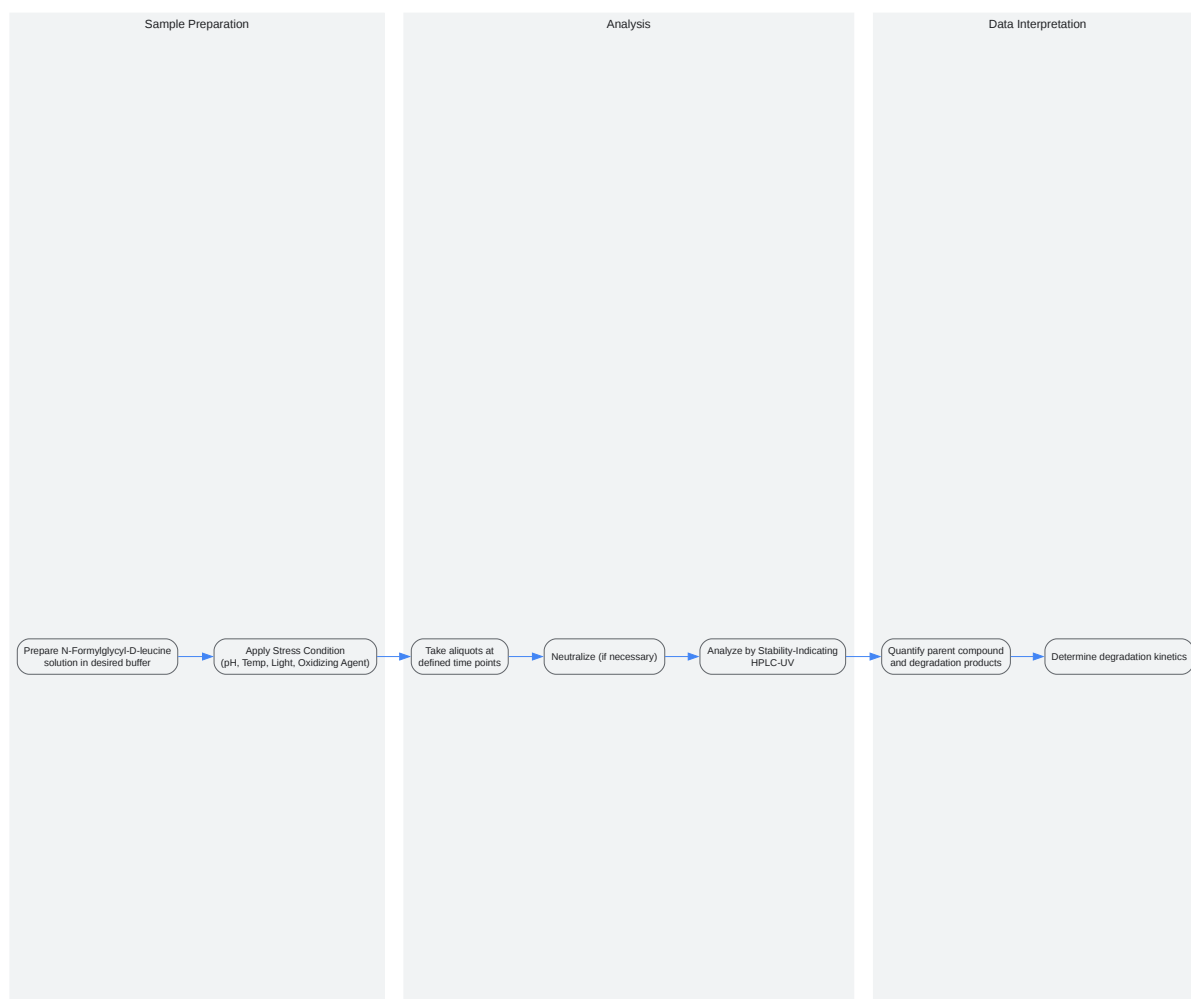 Sample Preparation
Analysis
Data Interpretation
Prepare N-Formylglycyl-D-leucine
solution in desired buffer
Apply Stress Condition
(pH, Temp, Light, Oxidizing Agent)
Take aliquots at
defined time points
Neutralize (if necessary)
Analyze by Stability-Indicating
HPLC-UV
Quantify parent compound
and degradation products
Determine degradation kinetics